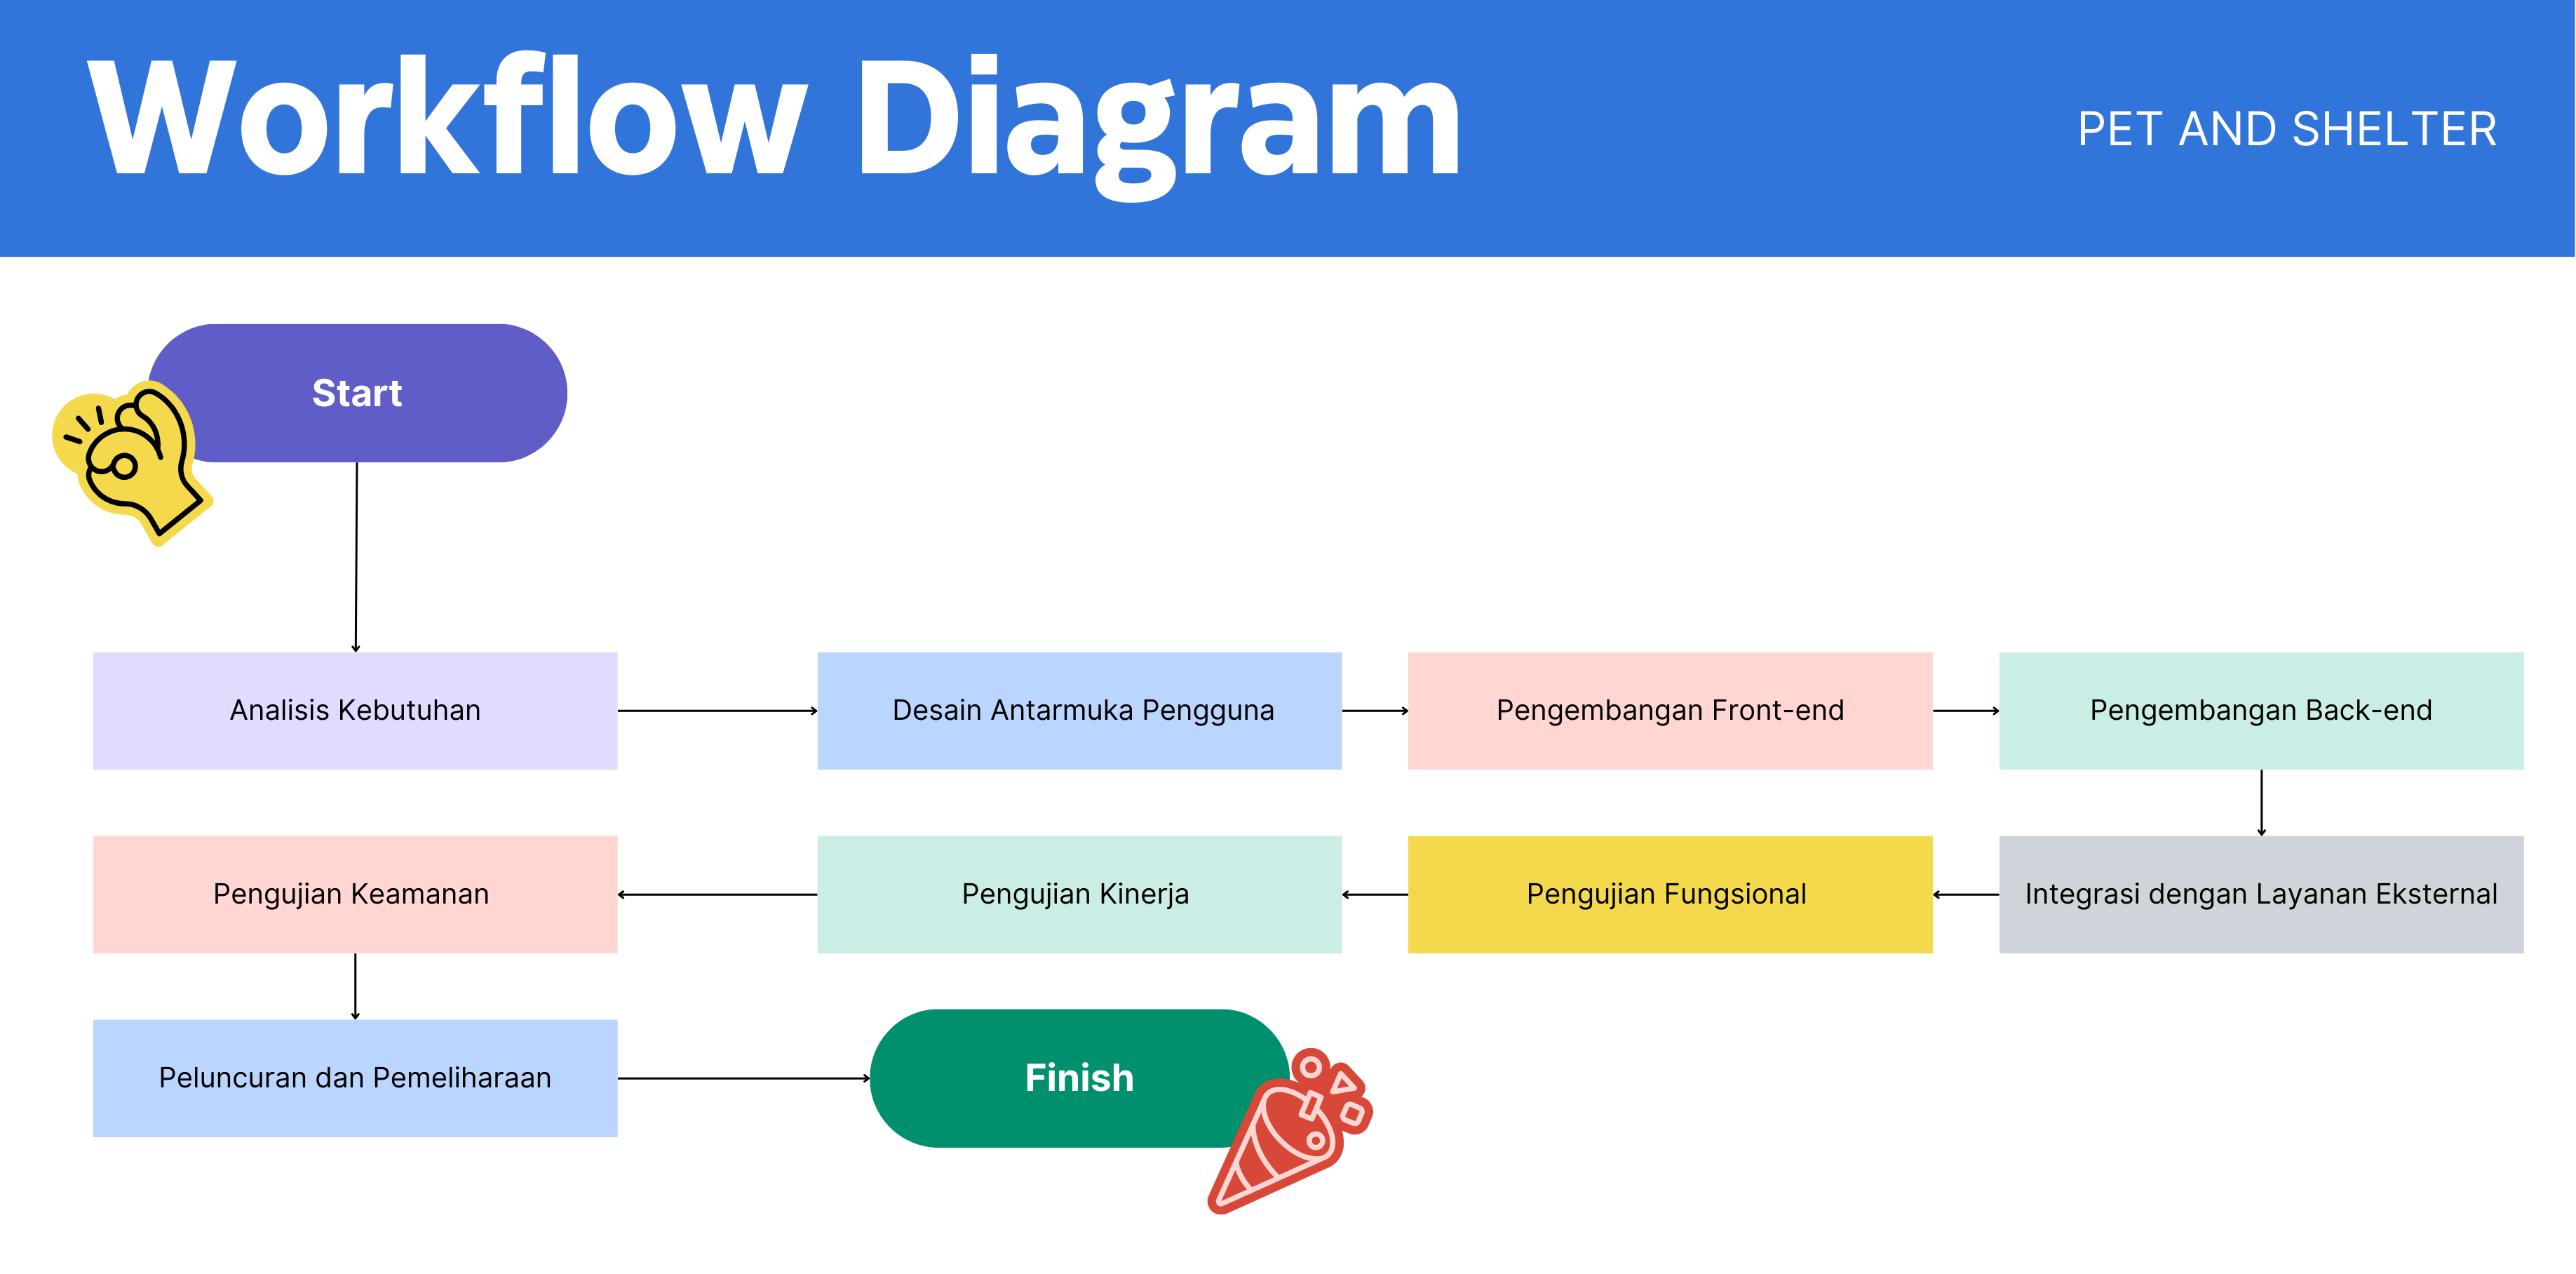 Workflow Diagram
PET AND SHELTER
Start
Analisis Kebutuhan
Desain Antarmuka Pengguna
Pengembangan Front-end
Pengembangan Back-end
Integrasi dengan Layanan Eksternal
Pengujian Fungsional
Pengujian Kinerja
Pengujian Keamanan
Peluncuran dan Pemeliharaan
Finish